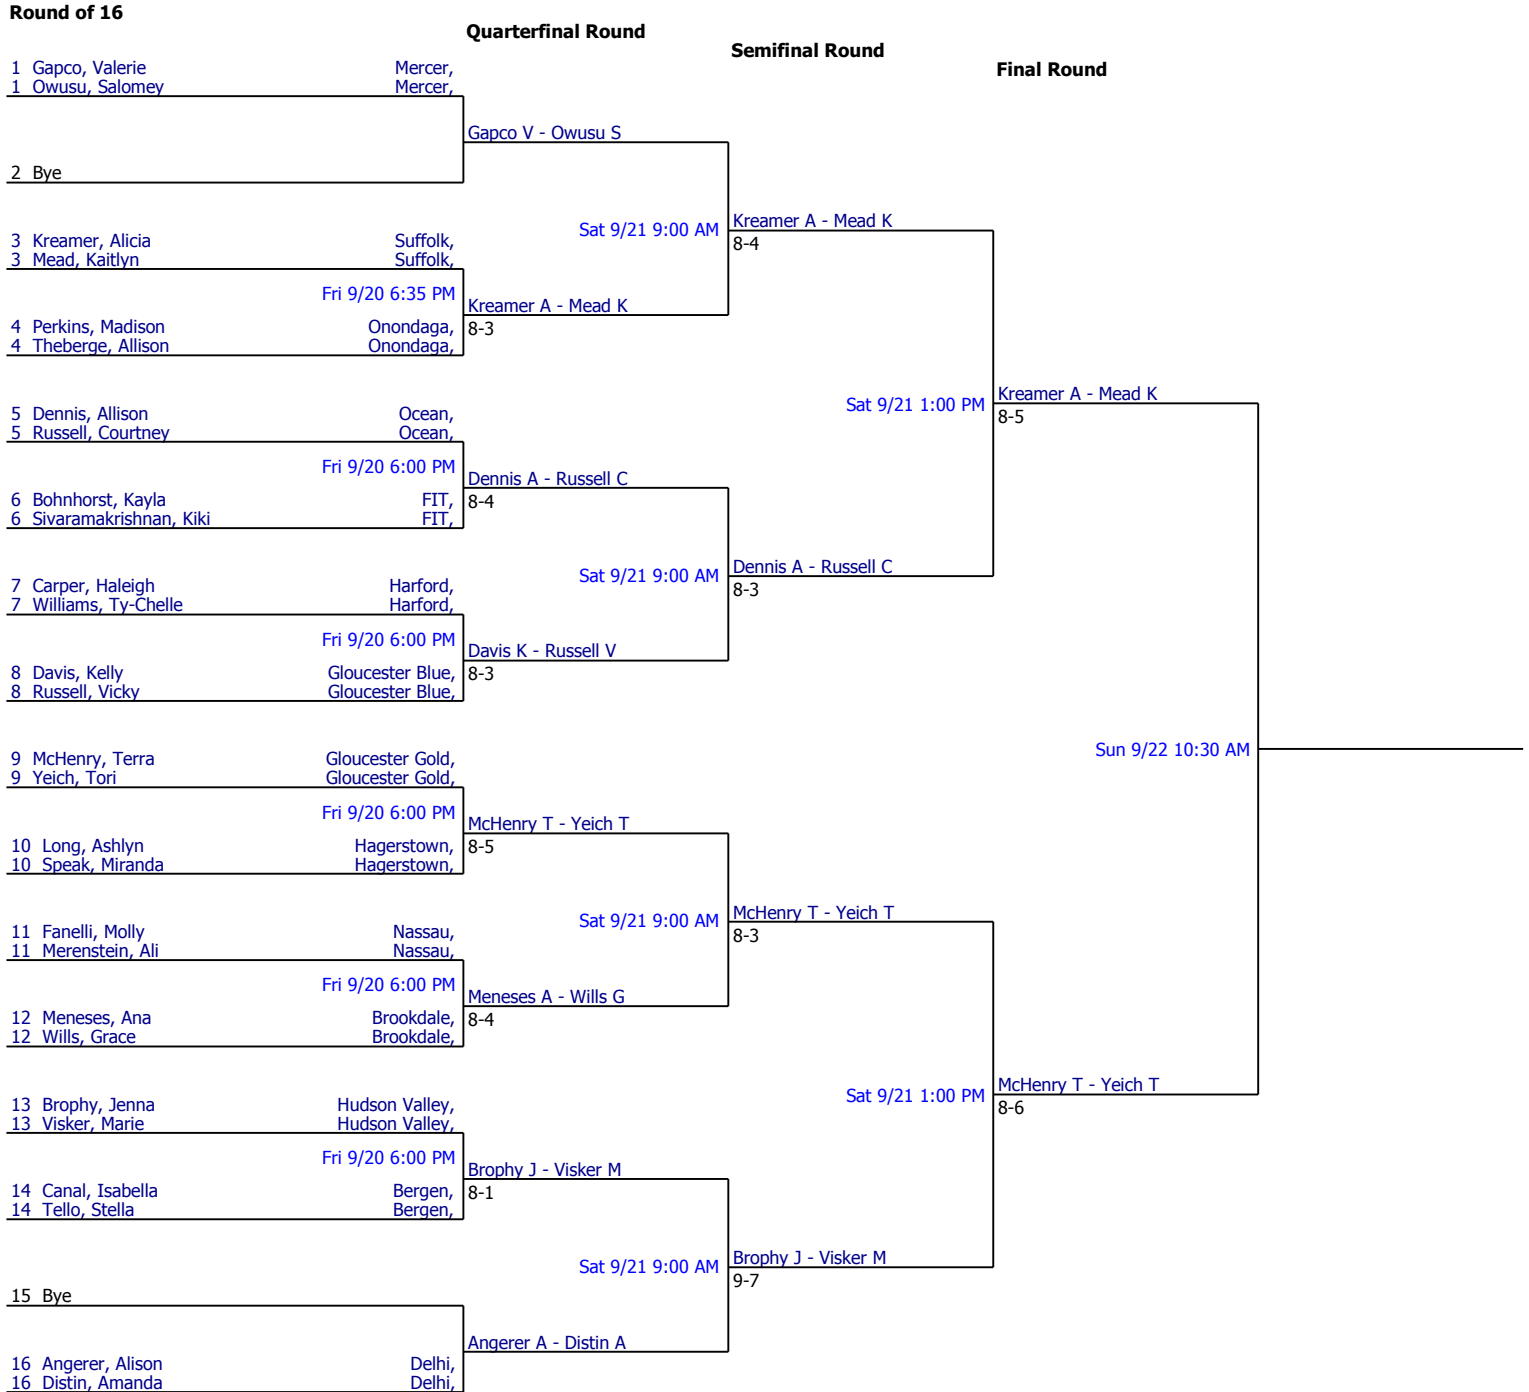 Round of 16
Quarterfinal Round
Semifinal Round
Final Round
1 Gapco, Valerie Mercer,
1 Owusu, Salomey Mercer,
Gapco V - Owusu S
2 Bye
Sat 9/21 9:00 AM
Kreamer A - Mead K
8-4
3 Kreamer, Alicia Suffolk,
3 Mead, Kaitlyn Suffolk,
Fri 9/20 6:35 PM
Kreamer A - Mead K
8-3
4 Perkins, Madison Onondaga,
4 Theberge, Allison Onondaga,
Sat 9/21 1:00 PM
Kreamer A - Mead K
8-5
5 Dennis, Allison Ocean,
5 Russell, Courtney Ocean,
Fri 9/20 6:00 PM
Dennis A - Russell C
8-4
6 Bohnhorst, Kayla FIT,
6 Sivaramakrishnan, Kiki FIT,
Sat 9/21 9:00 AM
Dennis A - Russell C
8-3
7 Carper, Haleigh Harford,
7 Williams, Ty-Chelle Harford,
Fri 9/20 6:00 PM
Davis K - Russell V
8-3
8 Davis, Kelly Gloucester Blue,
8 Russell, Vicky Gloucester Blue,
Sun 9/22 10:30 AM
9 McHenry, Terra Gloucester Gold,
9 Yeich, Tori Gloucester Gold,
Fri 9/20 6:00 PM
McHenry T - Yeich T
8-5
10 Long, Ashlyn Hagerstown,
10 Speak, Miranda Hagerstown,
Sat 9/21 9:00 AM
McHenry T - Yeich T
8-3
11 Fanelli, Molly Nassau,
11 Merenstein, Ali Nassau,
Fri 9/20 6:00 PM
Meneses A - Wills G
8-4
12 Meneses, Ana Brookdale,
12 Wills, Grace Brookdale,
Sat 9/21 1:00 PM
McHenry T - Yeich T
8-6
13 Brophy, Jenna Hudson Valley,
13 Visker, Marie Hudson Valley,
Fri 9/20 6:00 PM
Brophy J - Visker M
8-1
14 Canal, Isabella Bergen,
14 Tello, Stella Bergen,
Sat 9/21 9:00 AM
Brophy J - Visker M
9-7
15 Bye
Angerer A - Distin A
16 Angerer, Alison Delhi,
16 Distin, Amanda Delhi,